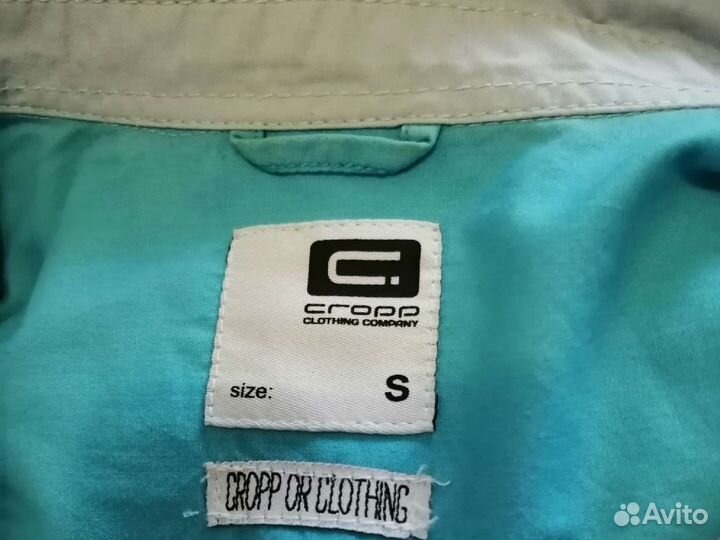 cropp
CLOTHING COMPANY
size: S
CROPP OR CLOTHING
Avito